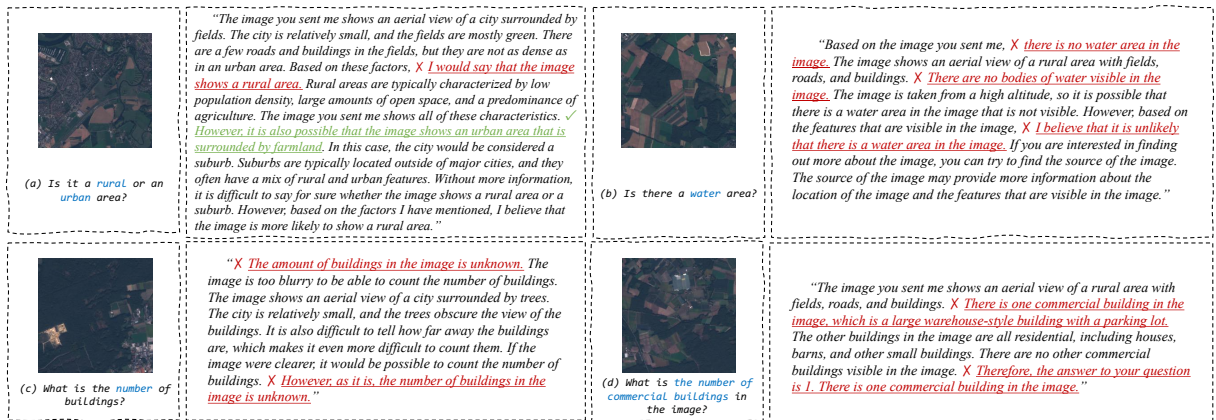 “The image you sent me shows an aerial view of a city surrounded by
fields. The city is relatively small, and the fields are mostly green. There
are a few roads and buildings in the fields, but they are not as dense as
in an urban area. Based on these factors, ✗ I would say that the image
shows a rural area. Rural areas are typically characterized by low
population density, large amounts of open space, and a predominance of
agriculture. The image you sent me shows all of these characteristics. ✓
However, it is also possible that the image shows an urban area that is
surrounded by farmland. In this case, the city would be considered a
suburb. Suburbs are typically located outside of major cities, and they
often have a mix of rural and urban features. Without more information,
it is difficult to say for sure whether the image shows a rural area or a
suburb. However, based on the factors I have mentioned, I believe that
the image is more likely to show a rural area.”
(a) Is it a rural or an
urban area?
“Based on the image you sent me, ✗ there is no water area in the
image. The image shows an aerial view of a rural area with fields,
roads, and buildings. ✗ There are no bodies of water visible in the
image. The image is taken from a high altitude, so it is possible that
there is a water area in the image that is not visible. However, based on
the features that are visible in the image, ✗ I believe that it is unlikely
that there is a water area in the image. If you are interested in finding
out more about the image, you can try to find the source of the image.
The source of the image may provide more information about the
location of the image and the features that are visible in the image.”
(b) Is there a water area?
“✗ The amount of buildings in the image is unknown. The
image is too blurry to be able to count the number of buildings.
The image shows an aerial view of a city surrounded by trees.
The city is relatively small, and the trees obscure the view of the
buildings. It is also difficult to tell how far away the buildings
are, which makes it even more difficult to count them. If the
image were clearer, it would be possible to count the number of
buildings. ✗ However, as it is, the number of buildings in the
image is unknown.”
(c) What is the number of
buildings?
“The image you sent me shows an aerial view of a rural area with
fields, roads, and buildings. ✗ There is one commercial building in the
image, which is a large warehouse-style building with a parking lot.
The other buildings in the image are all residential, including houses,
barns, and other small buildings. There are no other commercial
buildings visible in the image. ✗ Therefore, the answer to your question
is 1. There is one commercial building in the image.”
(d) What is the number of
commercial buildings in
the image?